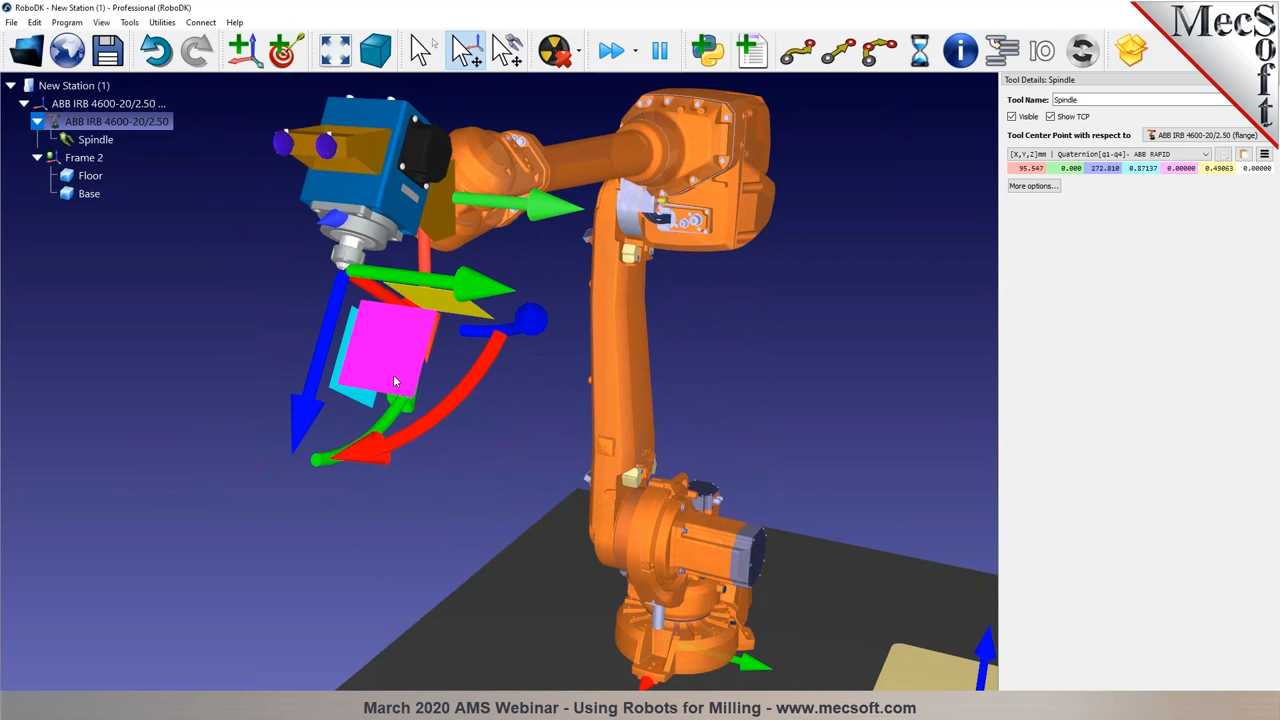 RoboDK - New Station (1) - Professional (RoboDK)
File Edit Program View Tools Utilities Connect Help
IO
MecSoft
New Station (1)
ABB IRB 4600-20/2.50 ...
ABB IRB 4600-20/2.50
Spindle
Frame 2
Floor
Base
Tool Details: Spindle
Tool Name: Spindle
Visible Show TCP
Tool Center Point with respect to ABB IRB 4600-20/2.50 (flange)
[X,Y,Z]mm | Quaternion[q1-q4]- ABB RAPID
95.547 0.000 272.810 0.87137 0.00000 0.49063 0.00000
More options...
March 2020 AMS Webinar - Using Robots for Milling - www.mecsoft.com